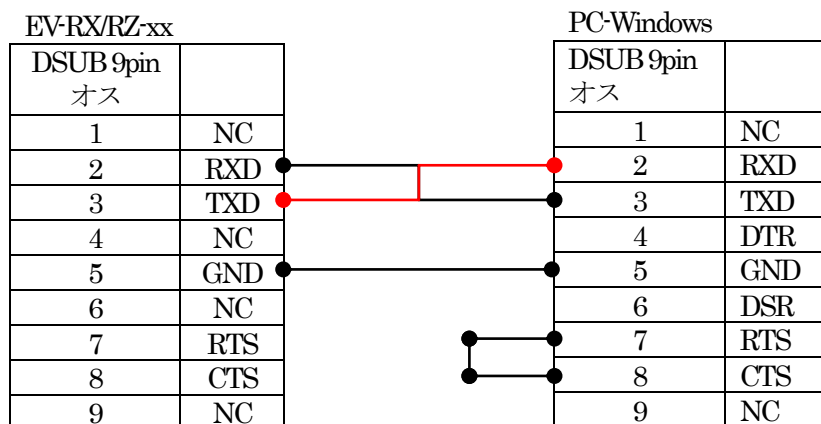 EV-RX/RZ-xx
DSUB 9pin
オス
1 NC
2 RXD
3 TXD
4 NC
5 GND
6 NC
7 RTS
8 CTS
9 NC
PC-Windows
DSUB 9pin
オス
1 NC
2 RXD
3 TXD
4 DTR
5 GND
6 DSR
7 RTS
8 CTS
9 NC